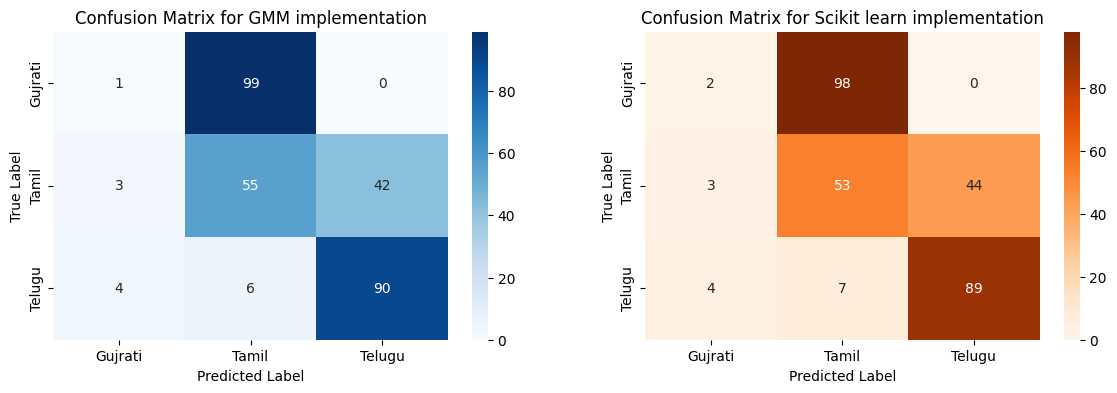 Confusion Matrix for GMM implementation
True Label
Gujrati
Tamil
Telugu
1 99 0
3 55 42
4 6 90
Gujrati Tamil Telugu
Predicted Label
80
60
40
20
0
Confusion Matrix for Scikit learn implementation
True Label
Gujrati
Tamil
Telugu
2 98 0
3 53 44
4 7 89
Gujrati Tamil Telugu
Predicted Label
80
60
40
20
0